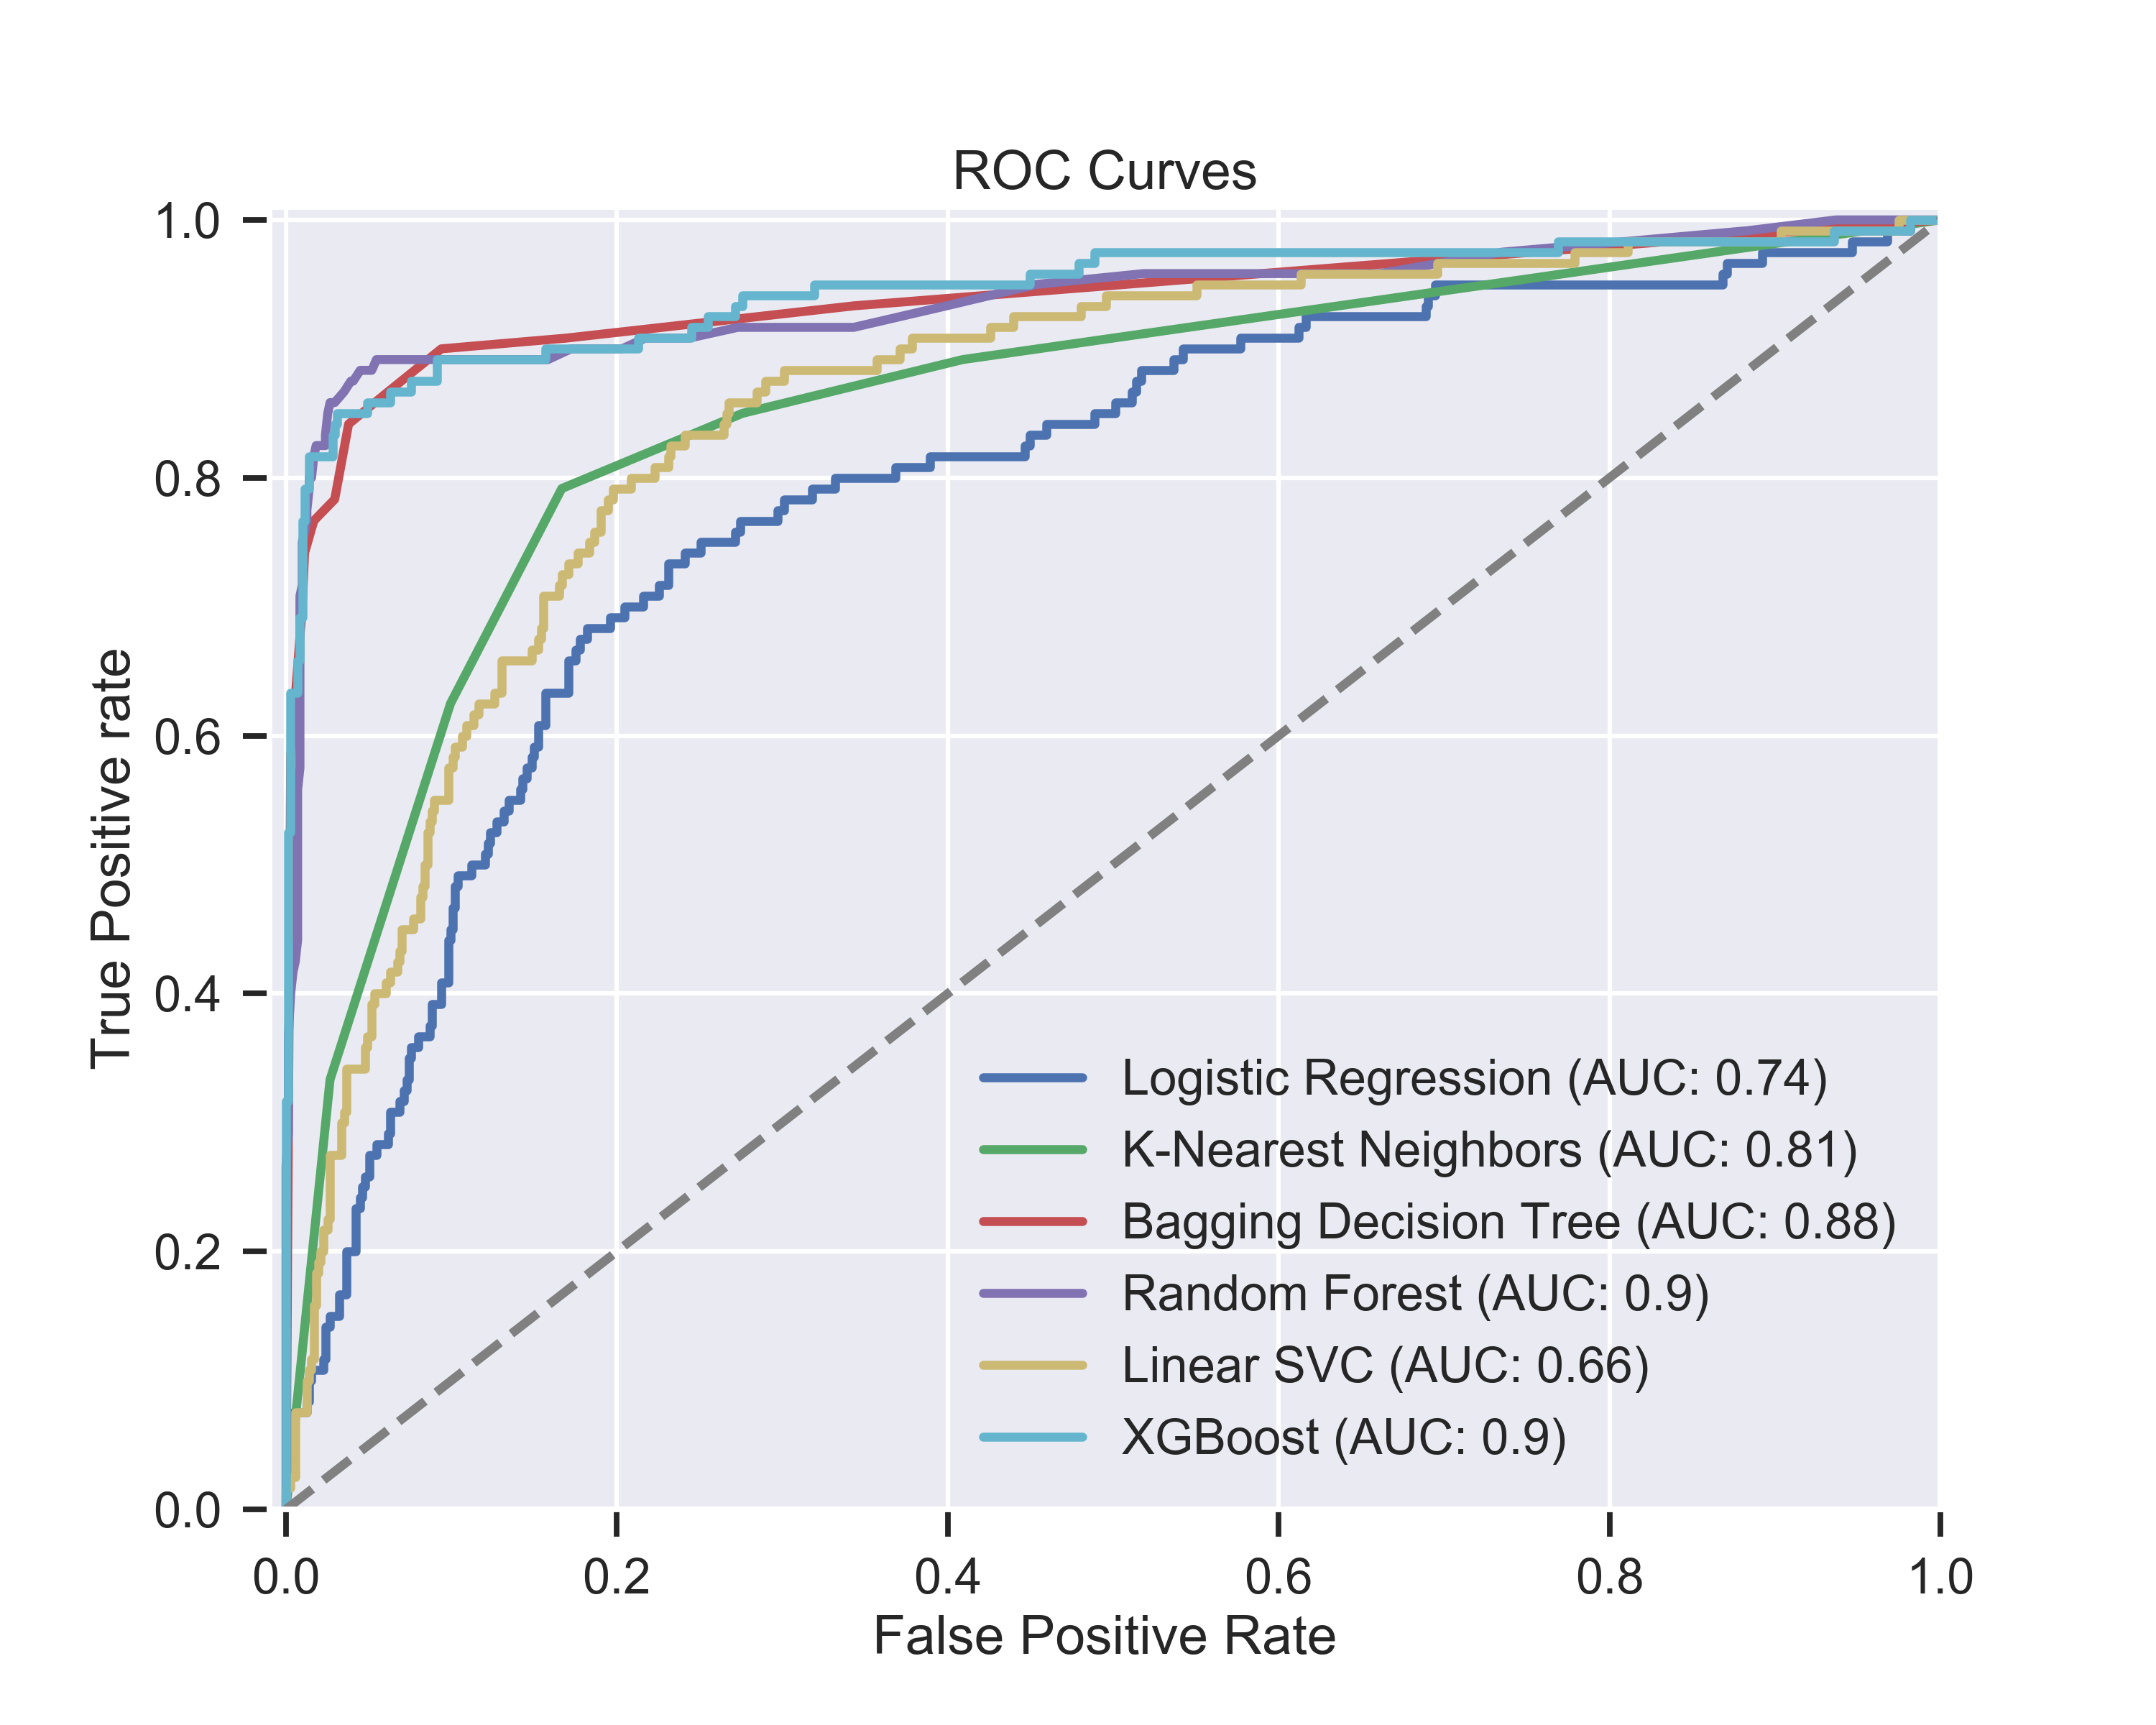 ROC Curves
1.0
0.8
0.6
0.4
0.2
0.0
True Positive rate
Logistic Regression (AUC: 0.74)
K-Nearest Neighbors (AUC: 0.81)
Bagging Decision Tree (AUC: 0.88)
Random Forest (AUC: 0.9)
Linear SVC (AUC: 0.66)
XGBoost (AUC: 0.9)
0.0 0.2 0.4 0.6 0.8 1.0
False Positive Rate